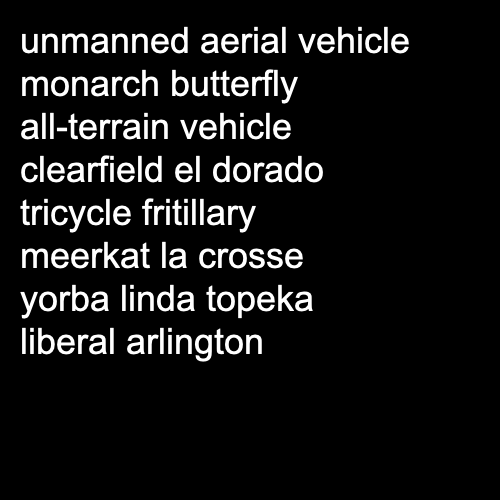 unmanned aerial vehicle
monarch butterfly
all-terrain vehicle
clearfield el dorado
tricycle fritillary
meerkat la crosse
yorba linda topeka
liberal arlington